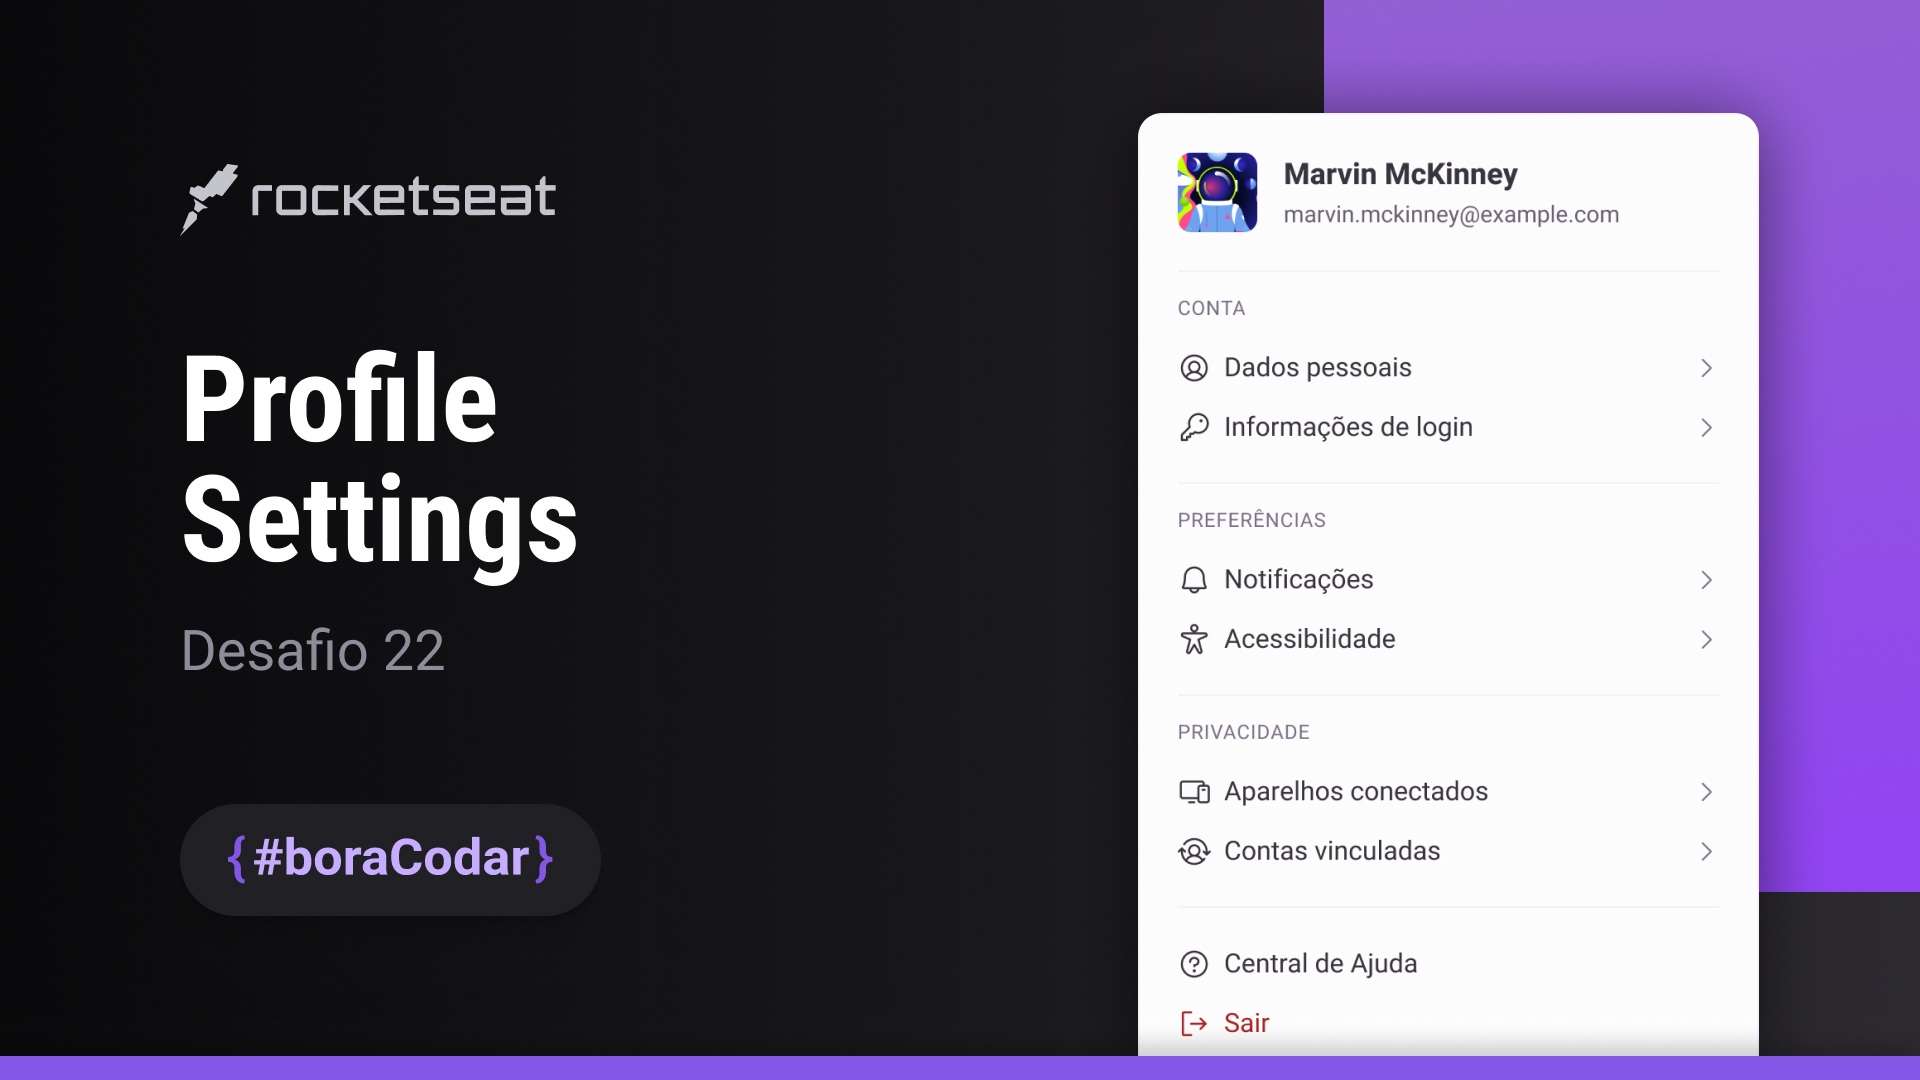 rocketseat
Profile
Settings
Desafio 22
{#boraCodar}
Marvin McKinney
marvin.mckinney@example.com
CONTA
Dados pessoais
Informações de login
PREFERÊNCIAS
Notificações
Acessibilidade
PRIVACIDADE
Aparelhos conectados
Contas vinculadas
Central de Ajuda
Sair